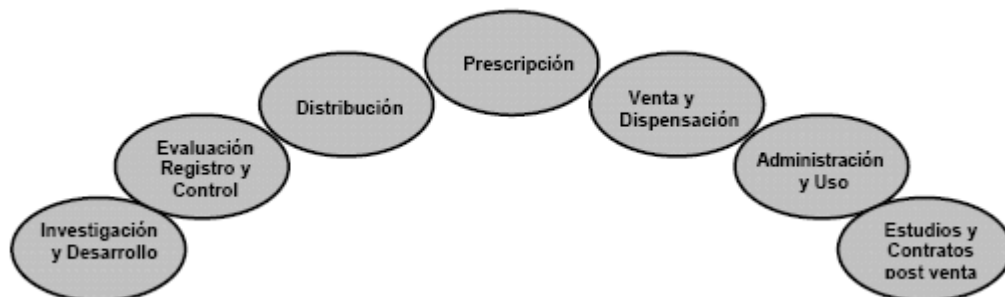 Investigación
y Desarrollo
Evaluación
Registro y
Control
Distribución
Prescripción
Venta y
Dispensación
Administración
y Uso
Estudios y
Contratos
post venta